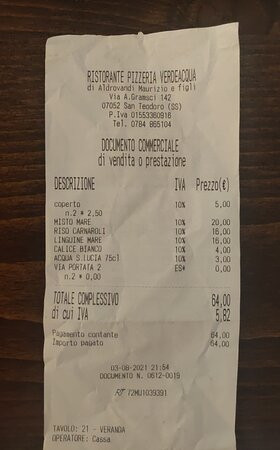 RISTORANTE PIZZERIA VERDEACQUA
di Aldrovandi Maurizio e figli
Via A.Gramsci 142
07052 San Teodoro (SS)
P.Iva 01553360916
Tel. 0784 865104
DOCUMENTO COMMERCIALE
di vendita o prestazione
DESCRIZIONE IVA Prezzo(€)
coperto 10% 5,00
n.2 * 2,50
MISTO MARE 10% 20,00
RISO CARNAROLI 10% 16,00
LINGUINE MARE 10% 16,00
CALICE BIANCO 10% 4,00
ACQUA S.LUCIA 75cl 10% 3,00
VIA PORTATA 2 ES* 0,00
n.2 * 0,00
TOTALE COMPLESSIVO 64,00
di cui IVA 5,82
Pagamento contante 64,00
Importo pagato 64,00
03-08-2021 21:54
DOCUMENTO N. 0612-0019
RT 72MU1039391
TAVOLO: 21 - VERANDA
OPERATORE: Cassa